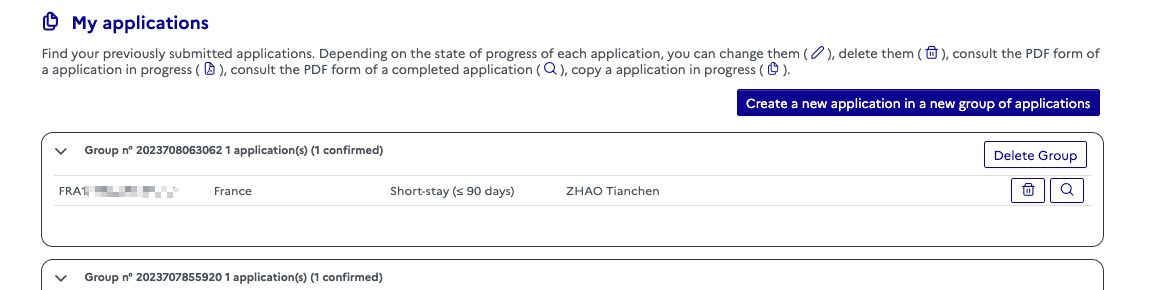 My applications
Find your previously submitted applications. Depending on the state of progress of each application, you can change them ( ), delete them ( ), consult the PDF form of
a application in progress ( ), consult the PDF form of a completed application ( ), copy a application in progress ( ).
Create a new application in a new group of applications
Group n° 2023708063062 1 application(s) (1 confirmed)
Delete Group
FRA1 France Short-stay (≤ 90 days) ZHAO Tianchen
Group n° 2023707855920 1 application(s) (1 confirmed)